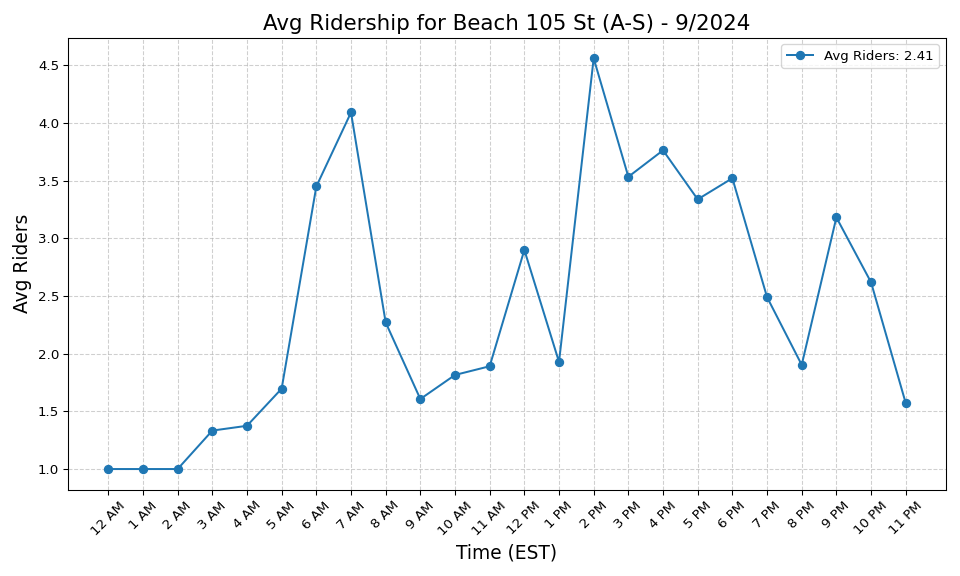 Avg Ridership for Beach 105 St (A-S) - 9/2024
Avg Riders: 2.41
Avg Riders
4.5
4.0
3.5
3.0
2.5
2.0
1.5
1.0
12 AM
1 AM
2 AM
3 AM
4 AM
5 AM
6 AM
7 AM
8 AM
9 AM
10 AM
11 AM
12 PM
1 PM
2 PM
3 PM
4 PM
5 PM
6 PM
7 PM
8 PM
9 PM
10 PM
11 PM
Time (EST)